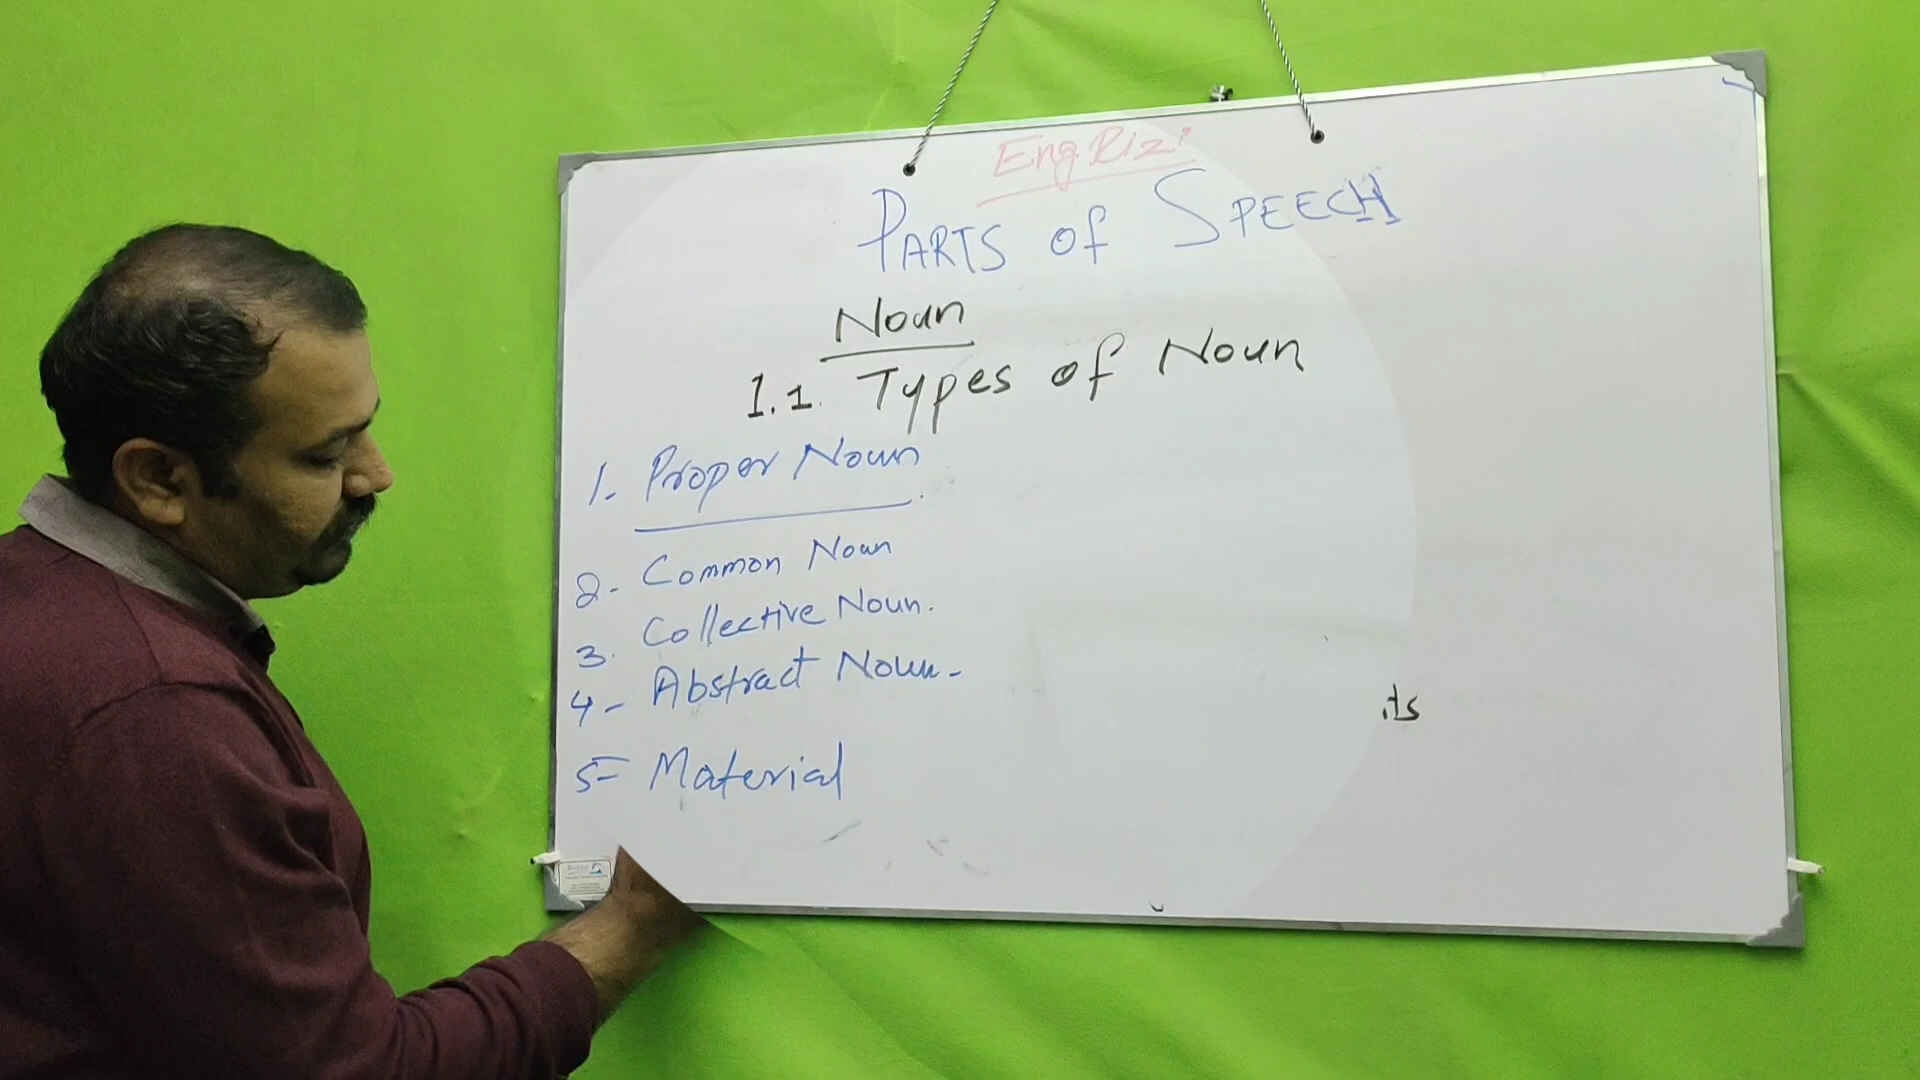 Eng Rizi
PARTS of SPEECH
Noun
1.1. Types of Noun
1- Proper Noun
2- Common Noun
3. Collective Noun.
4- Abstract Noun-
5= Material
its